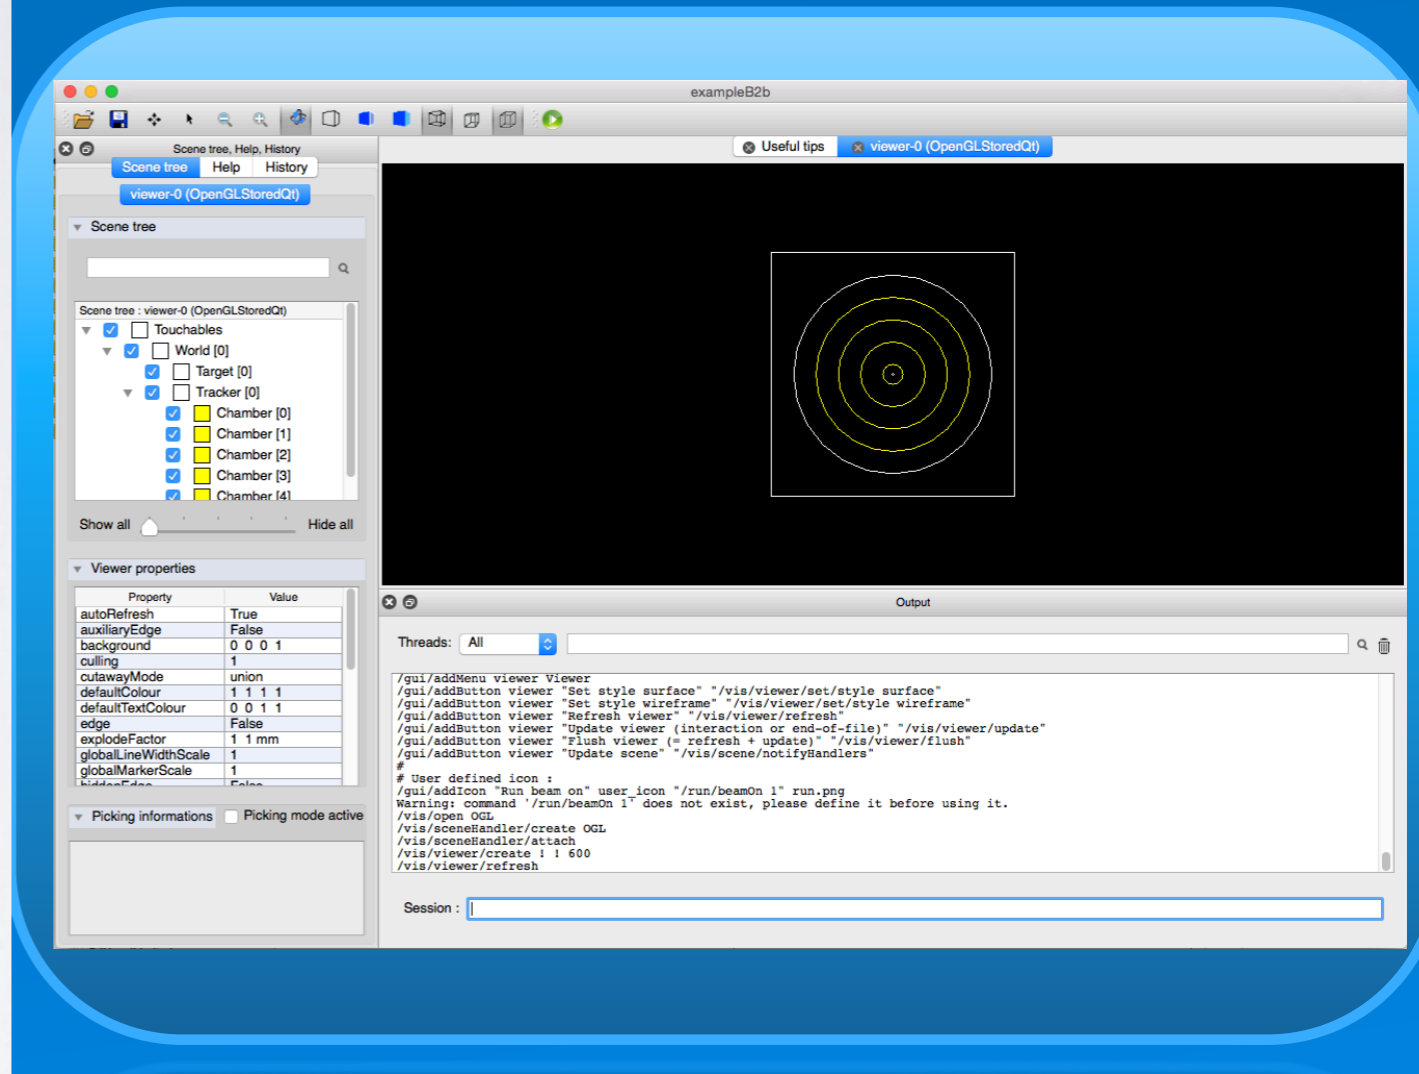 exampleB2b
Scene tree, Help, History
Scene tree Help History
viewer-0 (OpenGLStoredQt)
Scene tree
Scene tree : viewer-0 (OpenGLStoredQt)
Touchables
World [0]
Target [0]
Tracker [0]
Chamber [0]
Chamber [1]
Chamber [2]
Chamber [3]
Chamber [4]
Show all Hide all
Viewer properties
Property Value
autoRefresh True
auxiliaryEdge False
background 0 0 0 1
culling 1
cutawayMode union
defaultColour 1 1 1 1
defaultTextColour 0 0 1 1
edge False
explodeFactor 1 1 mm
globalLineWidthScale 1
globalMarkerScale 1
hiddenEdge False
Picking informations Picking mode active
Useful tips viewer-0 (OpenGLStoredQt)
Output
Threads: All
/gui/addMenu viewer Viewer
/gui/addButton viewer "Set style surface" "/vis/viewer/set/style surface"
/gui/addButton viewer "Set style wireframe" "/vis/viewer/set/style wireframe"
/gui/addButton viewer "Refresh viewer" "/vis/viewer/refresh"
/gui/addButton viewer "Update viewer (interaction or end-of-file)" "/vis/viewer/update"
/gui/addButton viewer "Flush viewer (= refresh + update)" "/vis/viewer/flush"
/gui/addButton viewer "Update scene" "/vis/scene/notifyHandlers"
#
# User defined icon :
/gui/addIcon "Run beam on" user_icon "/run/beamOn 1" run.png
Warning: command '/run/beamOn 1' does not exist, please define it before using it.
/vis/open OGL
/vis/sceneHandler/create OGL
/vis/sceneHandler/attach
/vis/viewer/create ! ! 600
/vis/viewer/refresh
Session :